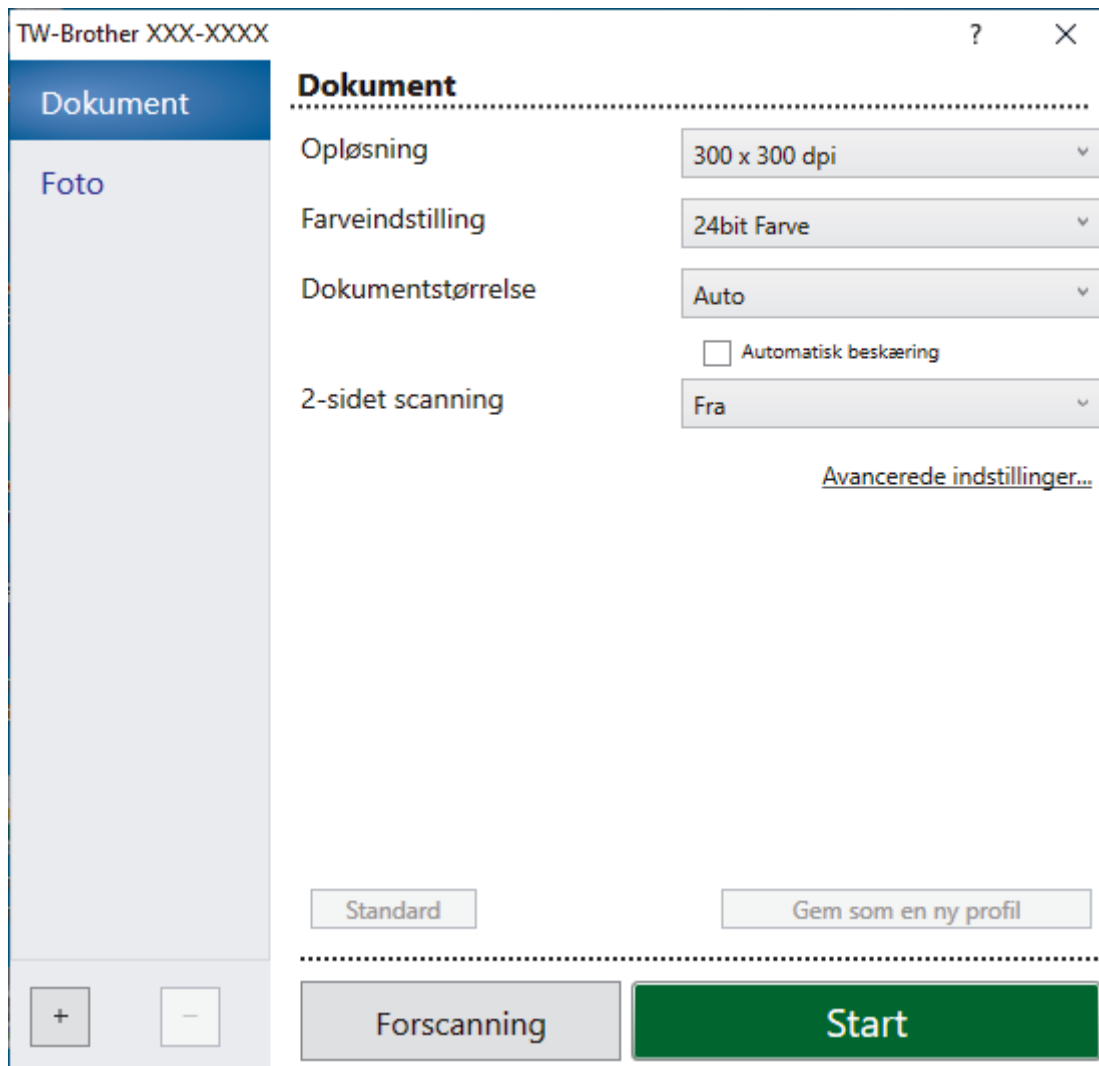 TW-Brother XXX-XXXX
?
Dokument
Foto
Dokument
Opløsning
300 x 300 dpi
Farveindstilling
24bit Farve
Dokumentstørrelse
Auto
Automatisk beskæring
2-sidet scanning
Fra
Avancerede indstillinger...
Standard
Gem som en ny profil
+
−
Forscanning
Start